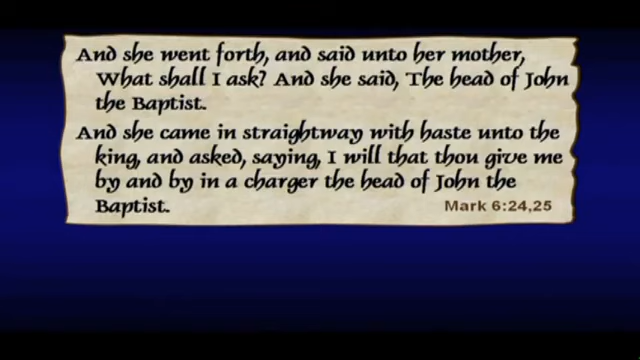 And she went forth, and said unto her mother,
What shall I ask? And she said, The head of John
the Baptist.
And she came in straightway with haste unto the
king, and asked, saying, I will that thou give me
by and by in a charger the head of John the
Baptist.
Mark 6:24,25